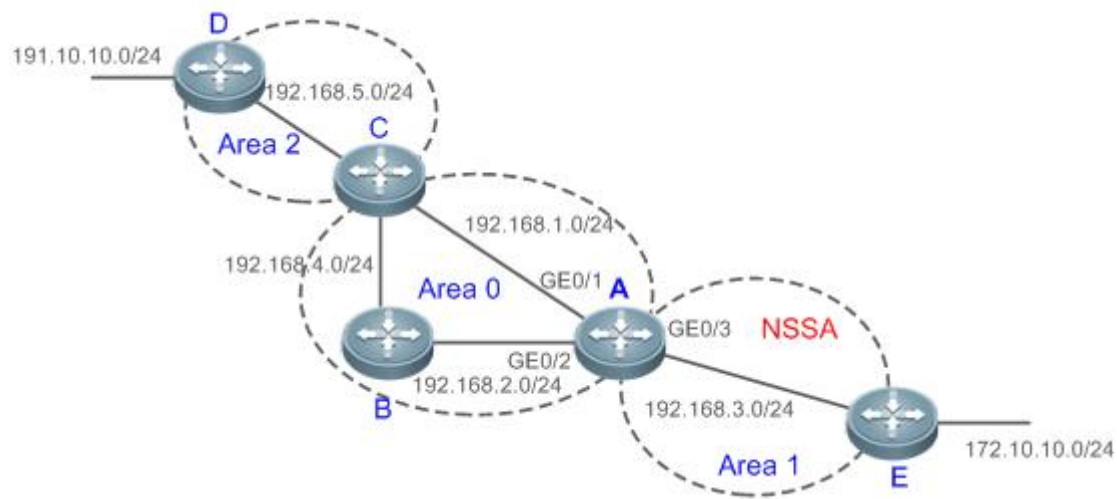 D
191.10.10.0/24
192.168.5.0/24
C
Area 2
192.168.1.0/24
192.168.4.0/24
GE0/1
Area 0
A
GE0/3
NSSA
GE0/2
192.168.2.0/24
B
192.168.3.0/24
172.10.10.0/24
Area 1
E